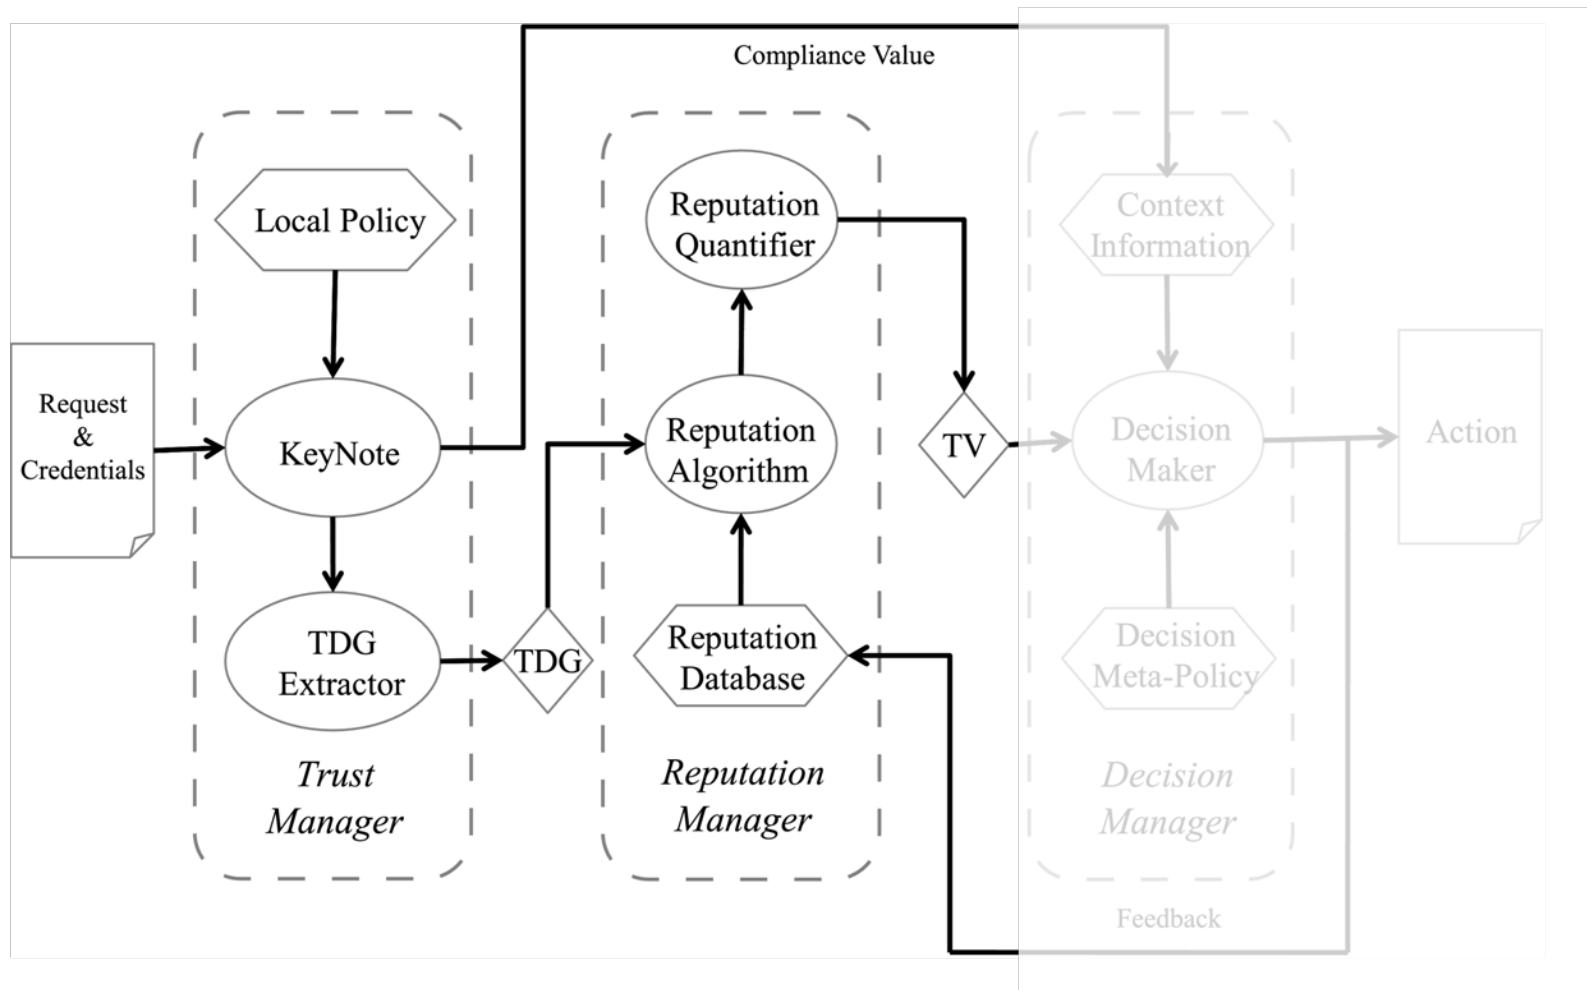 Compliance Value
Local Policy
Request
&
Credentials
KeyNote
TDG
Extractor
Trust
Manager
TDG
Reputation
Quantifier
Reputation
Algorithm
Reputation
Database
Reputation
Manager
TV
Context
Information
Decision
Maker
Decision
Meta-Policy
Decision
Manager
Feedback
Action